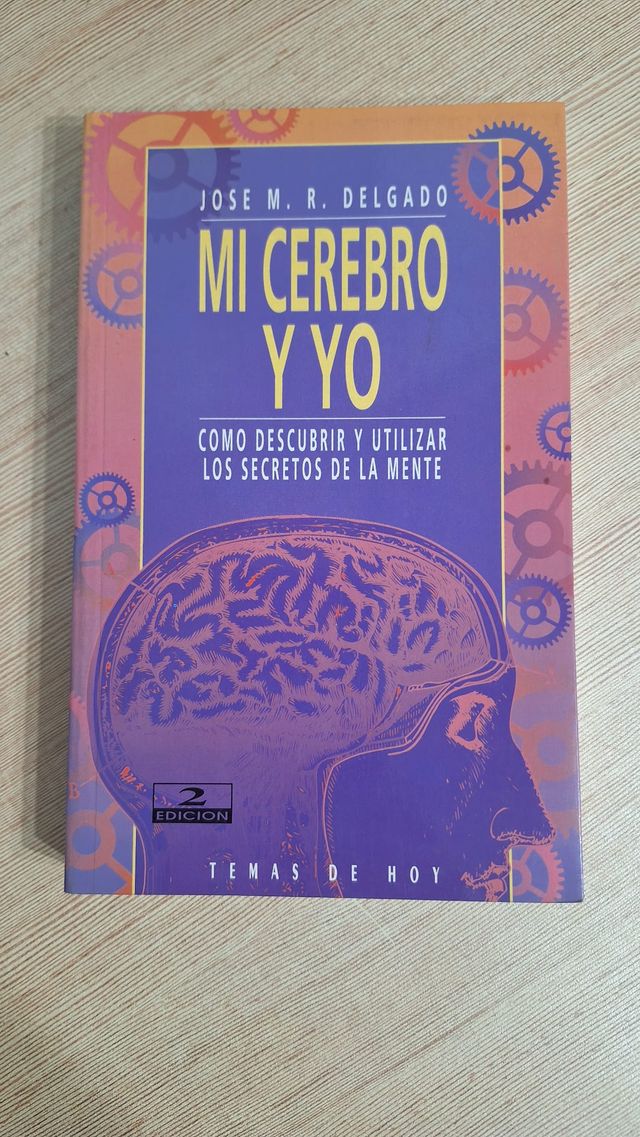 JOSE M. R. DELGADO
MI CEREBRO
Y YO
COMO DESCUBRIR Y UTILIZAR
LOS SECRETOS DE LA MENTE
2
EDICION
TEMAS DE HOY